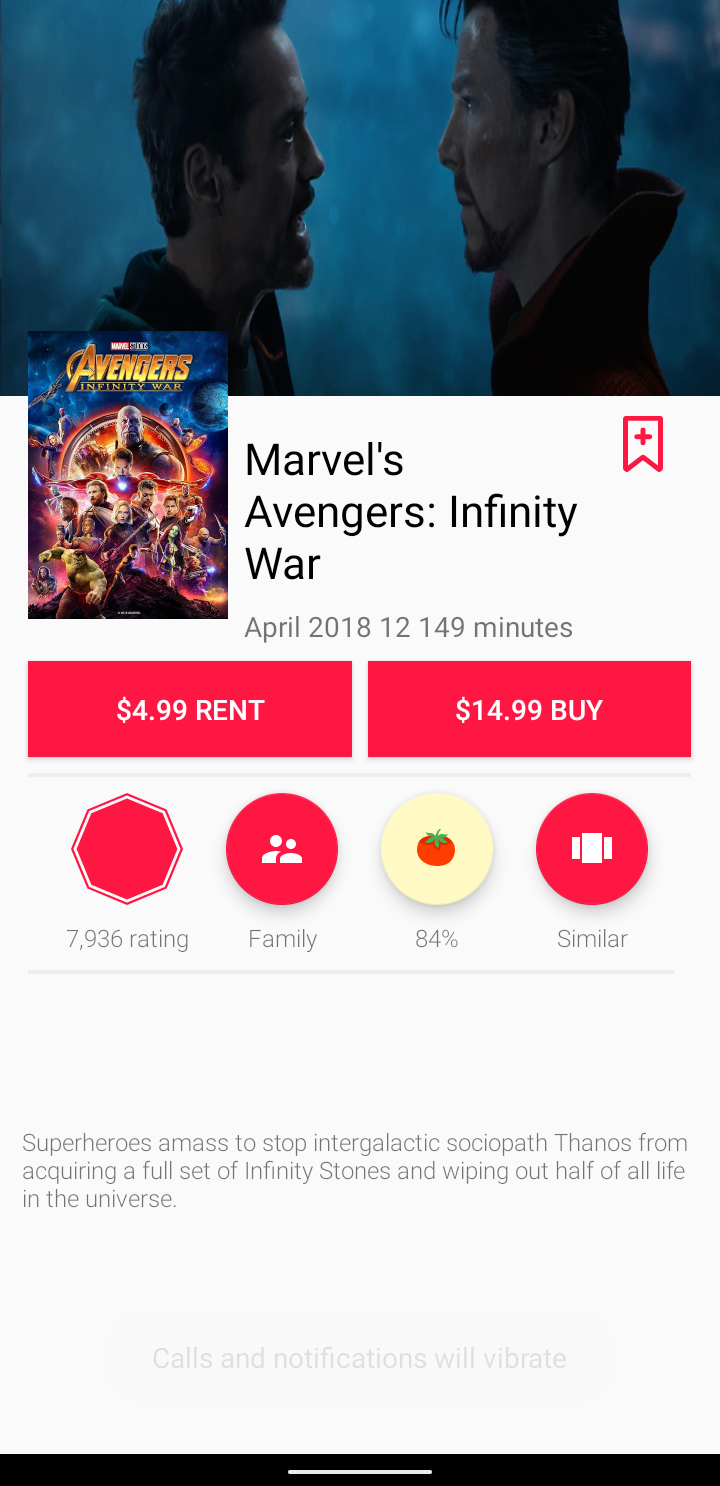 MARVEL STUDIOS
AVENGERS
INFINITY WAR
Marvel's
Avengers: Infinity
War
April 2018 12 149 minutes
$4.99 RENT
$14.99 BUY
7,936 rating
Family
84%
Similar
Superheroes amass to stop intergalactic sociopath Thanos from
acquiring a full set of Infinity Stones and wiping out half of all life
in the universe.
Calls and notifications will vibrate